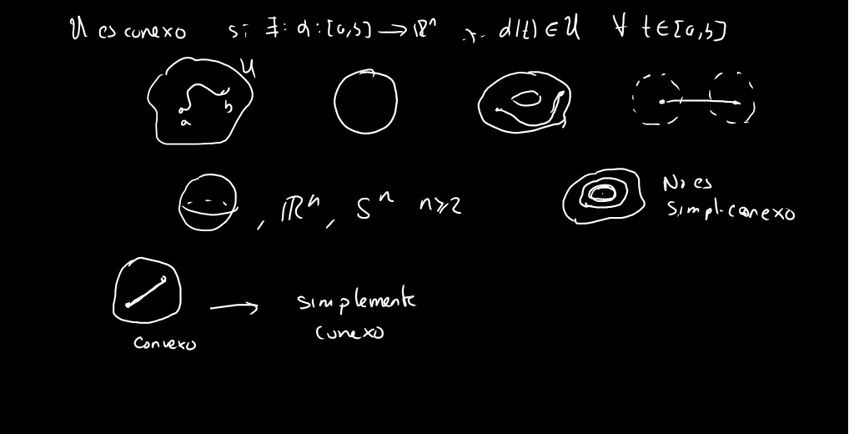 U es conexo si ∃: α: [a,b] → ℝⁿ α(t) ∈ U ∀ t ∈ [a,b]
U
a b
, ℝⁿ, Sⁿ n≥2
No es
simpl-conexo
simplemente
conexo
convexo